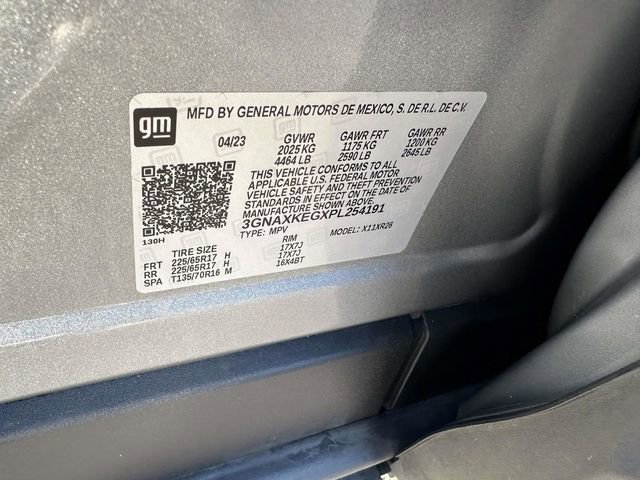 gm
MFD BY GENERAL MOTORS DE MEXICO, S. DE R.L. DE C.V.
04/23 GVWR GAWR FRT GAWR RR
2025 KG 1175 KG 1200 KG
4464 LB 2590 LB 2645 LB
THIS VEHICLE CONFORMS TO ALL
APPLICABLE U.S. FEDERAL MOTOR
VEHICLE SAFETY AND THEFT PREVENTION
STANDARDS IN EFFECT ON THE DATE OF
MANUFACTURE SHOWN ABOVE.
3GNAXKEGXPL254191
TYPE: MPV MODEL: X11XR26
130H
TIRE SIZE RIM
FRT 225/65R17 H 17X7J
RR 225/65R17 H 17X7J
SPA T135/70R16 M 16X4BT